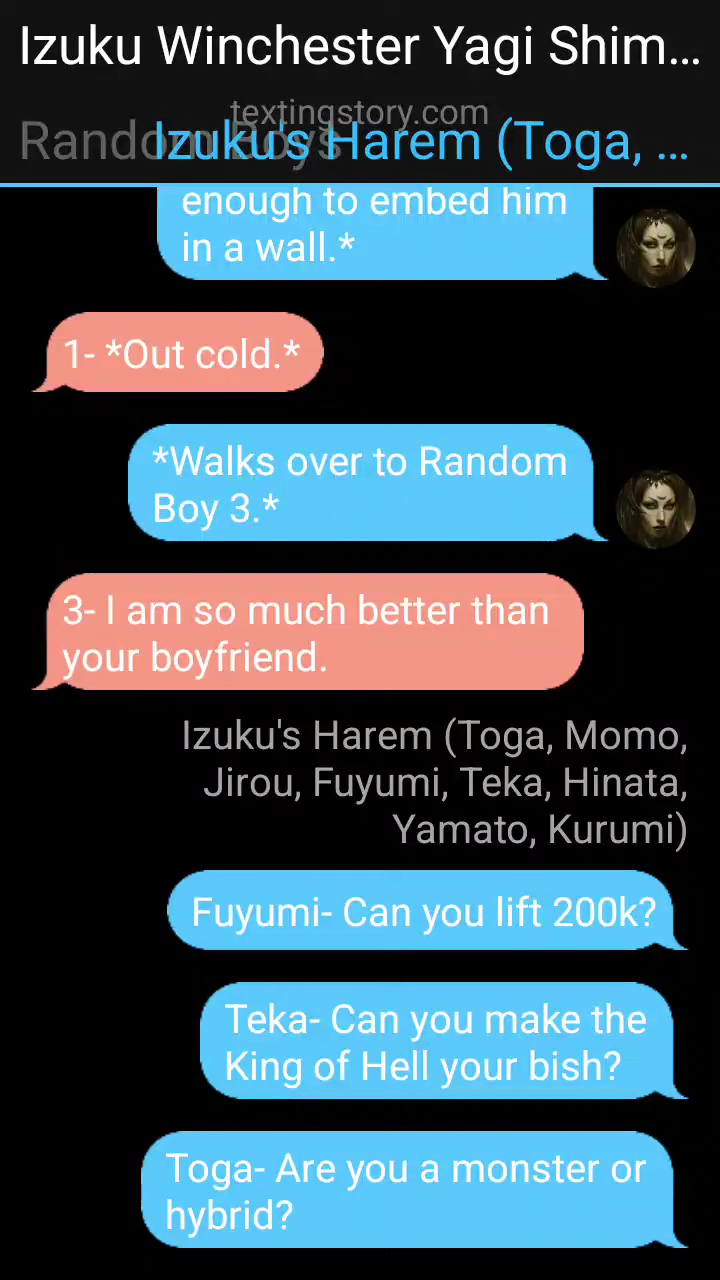 Izuku Winchester Yagi Shim...
textingstory.com
Random Boys
Izuku's Harem (Toga, ...
enough to embed him
in a wall.*
1- *Out cold.*
*Walks over to Random
Boy 3.*
3- I am so much better than
your boyfriend.
Izuku's Harem (Toga, Momo,
Jirou, Fuyumi, Teka, Hinata,
Yamato, Kurumi)
Fuyumi- Can you lift 200k?
Teka- Can you make the
King of Hell your bish?
Toga- Are you a monster or
hybrid?